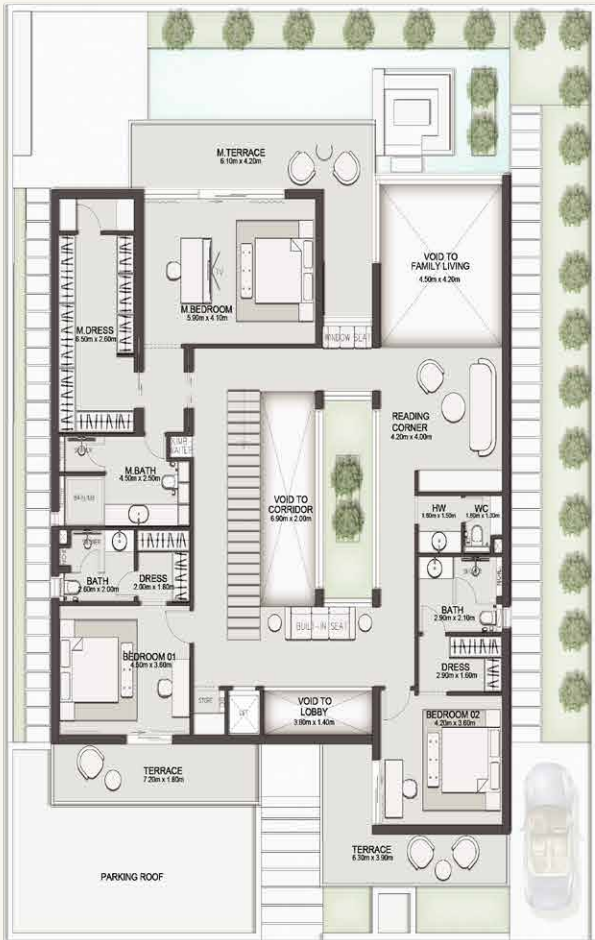 M.TERRACE
6.10m x 4.20m
VOID TO
FAMILY LIVING
4.50m x 4.20m
TV
M.BEDROOM
5.90m x 4.10m
M.DRESS
6.50m x 2.60m
WINDOW SEAT
READING
CORNER
4.20m x 4.00m
M.BATH
4.50m x 2.50m
VOID TO
CORRIDOR
6.90m x 2.00m
HW
1.60m x 1.50m
WC
BATH
2.60m x 2.00m
DRESS
2.00m x 1.80m
BATH
2.90m x 2.10m
BUILT-IN SEAT
BEDROOM 01
4.50m x 3.60m
DRESS
2.90m x 1.60m
STORE
VOID TO
LOBBY
3.80m x 1.40m
BEDROOM 02
4.20m x 3.60m
TERRACE
7.20m x 1.80m
TERRACE
6.30m x 3.90m
PARKING ROOF